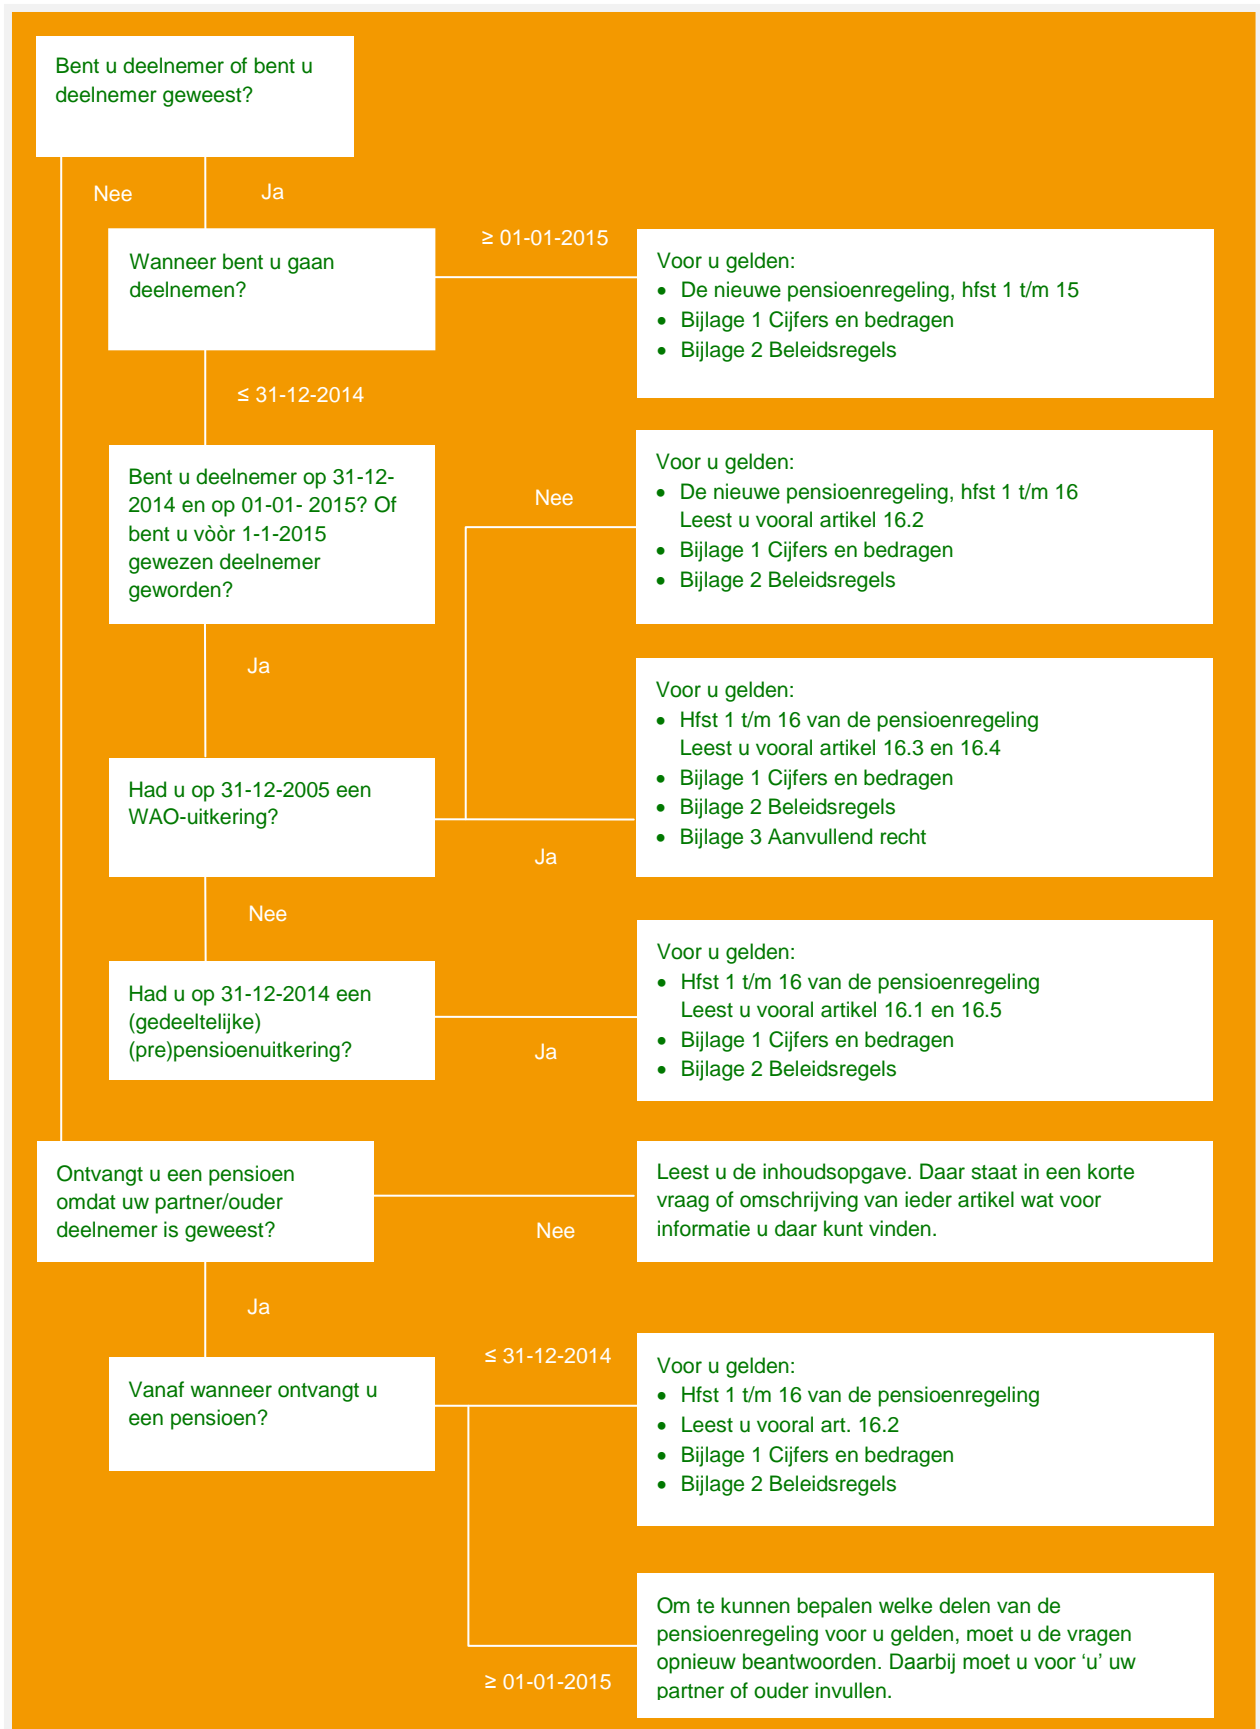 Bent u deelnemer of bent u
deelnemer geweest?
Nee
Ja
Wanneer bent u gaan
deelnemen?
≥ 01-01-2015
Voor u gelden:
• De nieuwe pensioenregeling, hfst 1 t/m 15
• Bijlage 1 Cijfers en bedragen
• Bijlage 2 Beleidsregels
≤ 31-12-2014
Bent u deelnemer op 31-12-
2014 en op 01-01- 2015? Of
bent u vòòr 1-1-2015
gewezen deelnemer
geworden?
Nee
Voor u gelden:
• De nieuwe pensioenregeling, hfst 1 t/m 16
Leest u vooral artikel 16.2
• Bijlage 1 Cijfers en bedragen
• Bijlage 2 Beleidsregels
Ja
Had u op 31-12-2005 een
WAO-uitkering?
Ja
Voor u gelden:
• Hfst 1 t/m 16 van de pensioenregeling
Leest u vooral artikel 16.3 en 16.4
• Bijlage 1 Cijfers en bedragen
• Bijlage 2 Beleidsregels
• Bijlage 3 Aanvullend recht
Nee
Had u op 31-12-2014 een
(gedeeltelijke)
(pre)pensioenuitkering?
Ja
Voor u gelden:
• Hfst 1 t/m 16 van de pensioenregeling
Leest u vooral artikel 16.1 en 16.5
• Bijlage 1 Cijfers en bedragen
• Bijlage 2 Beleidsregels
Ontvangt u een pensioen
omdat uw partner/ouder
deelnemer is geweest?
Nee
Leest u de inhoudsopgave. Daar staat in een korte
vraag of omschrijving van ieder artikel wat voor
informatie u daar kunt vinden.
Ja
Vanaf wanneer ontvangt u
een pensioen?
≤ 31-12-2014
Voor u gelden:
• Hfst 1 t/m 16 van de pensioenregeling
• Leest u vooral art. 16.2
• Bijlage 1 Cijfers en bedragen
• Bijlage 2 Beleidsregels
≥ 01-01-2015
Om te kunnen bepalen welke delen van de
pensioenregeling voor u gelden, moet u de vragen
opnieuw beantwoorden. Daarbij moet u voor ‘u’ uw
partner of ouder invullen.